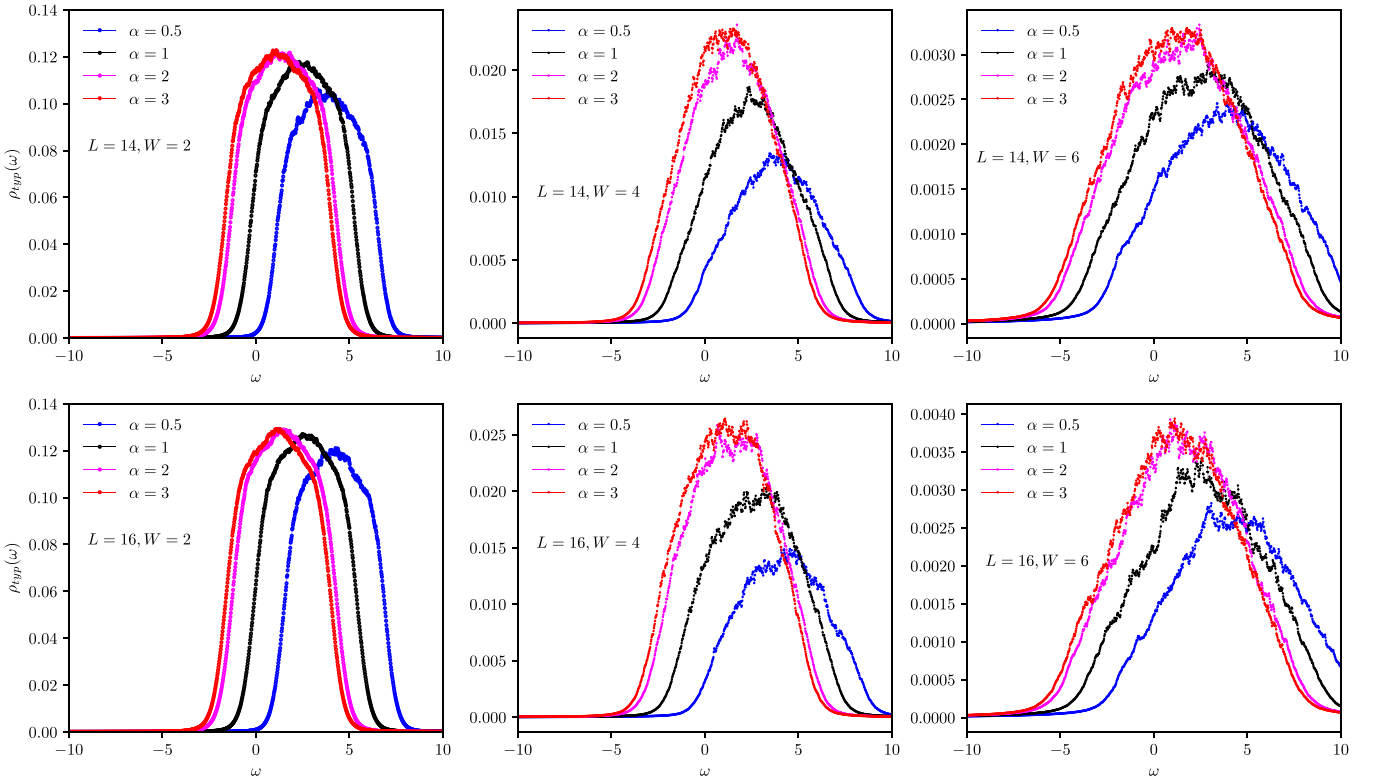 0.14
0.12
0.10
0.08
0.06
0.04
0.02
0.00
ρ_typ(ω)
α = 0.5
α = 1
α = 2
α = 3
L = 14, W = 2
−10 −5 0 5 10
ω
0.020
0.015
0.010
0.005
0.000
α = 0.5
α = 1
α = 2
α = 3
L = 14, W = 4
−10 −5 0 5 10
ω
0.0030
0.0025
0.0020
0.0015
0.0010
0.0005
0.0000
α = 0.5
α = 1
α = 2
α = 3
L = 14, W = 6
−10 −5 0 5 10
ω
0.14
0.12
0.10
0.08
0.06
0.04
0.02
0.00
ρ_typ(ω)
α = 0.5
α = 1
α = 2
α = 3
L = 16, W = 2
−10 −5 0 5 10
ω
0.025
0.020
0.015
0.010
0.005
0.000
α = 0.5
α = 1
α = 2
α = 3
L = 16, W = 4
−10 −5 0 5 10
ω
0.0040
0.0035
0.0030
0.0025
0.0020
0.0015
0.0010
0.0005
0.0000
α = 0.5
α = 1
α = 2
α = 3
L = 16, W = 6
−10 −5 0 5 10
ω